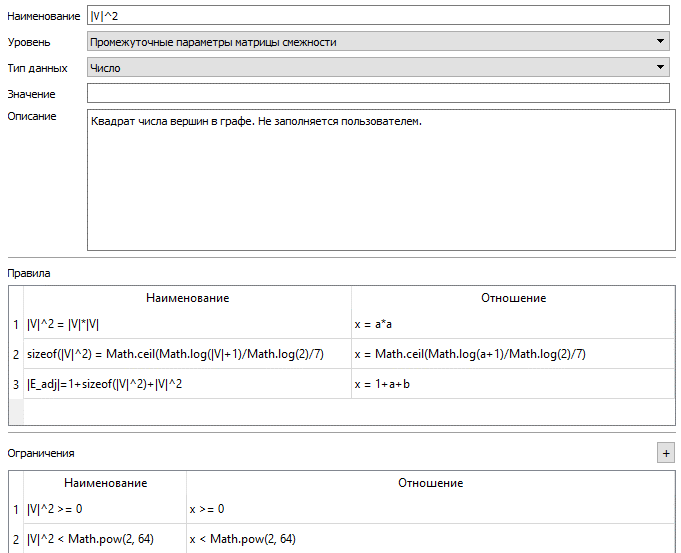 Наименование |V|^2
Уровень Промежуточные параметры матрицы смежности
Тип данных Число
Значение
Описание Квадрат числа вершин в графе. Не заполняется пользователем.
Правила
Наименование Отношение
1 |V|^2 = |V|*|V| x = a*a
2 sizeof(|V|^2) = Math.ceil(Math.log(|V|+1)/Math.log(2)/7) x = Math.ceil(Math.log(a+1)/Math.log(2)/7)
3 |E_adj|=1+sizeof(|V|^2)+|V|^2 x = 1+a+b
Ограничения +
Наименование Отношение
1 |V|^2 >= 0 x >= 0
2 |V|^2 < Math.pow(2, 64) x < Math.pow(2, 64)